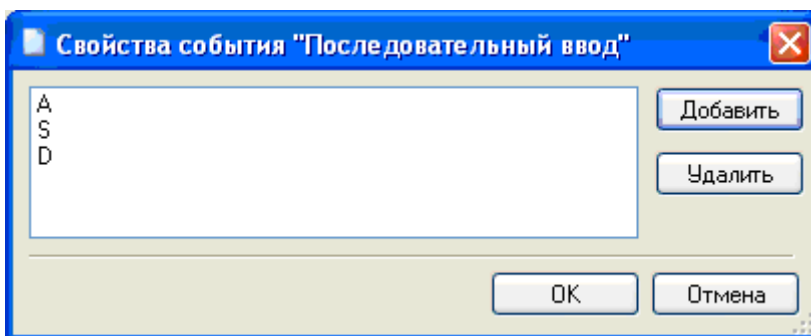 Свойства события "Последовательный ввод"
A
S
D
Добавить
Удалить
OK
Отмена